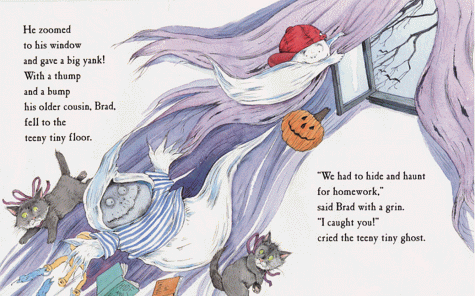 He zoomed
to his window
and gave a big yank!
With a thump
and a bump
his older cousin, Brad,
fell to the
teeny tiny floor.
"We had to hide and haunt
for homework,"
said Brad with a grin.
"I caught you!"
cried the teeny tiny ghost.